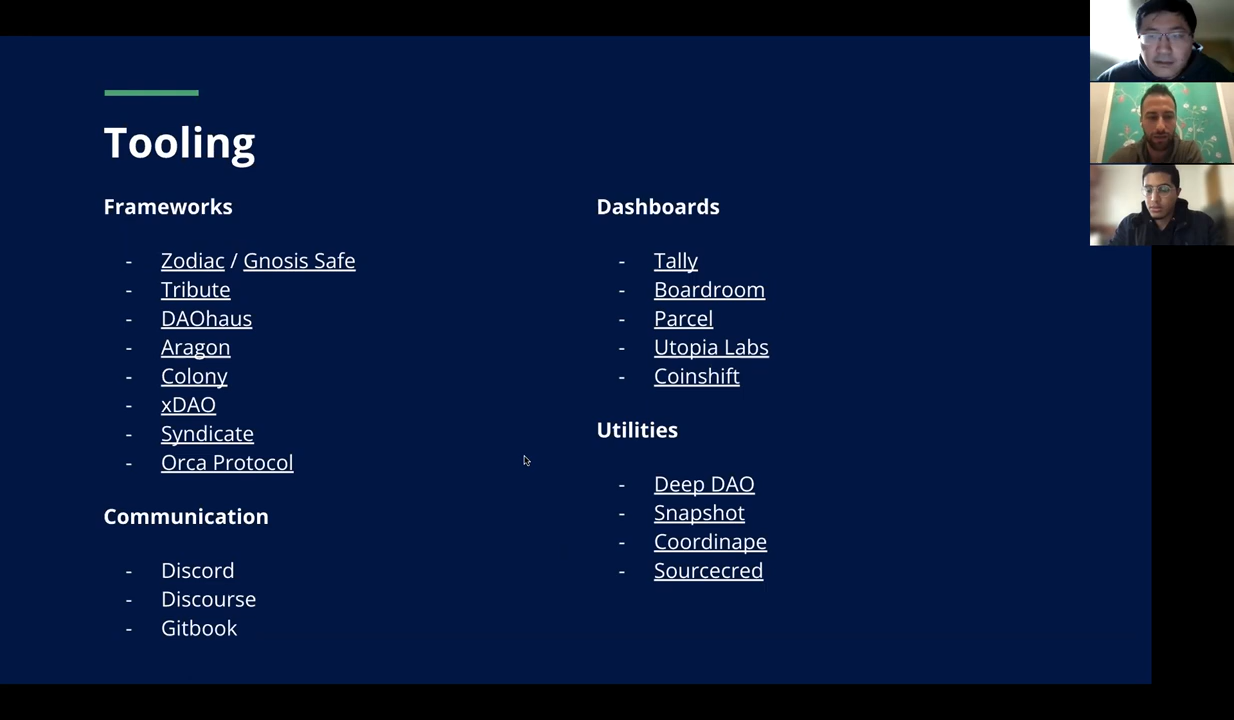 Tooling
Frameworks
- Zodiac / Gnosis Safe
- Tribute
- DAOhaus
- Aragon
- Colony
- xDAO
- Syndicate
- Orca Protocol
Communication
- Discord
- Discourse
- Gitbook
Dashboards
- Tally
- Boardroom
- Parcel
- Utopia Labs
- Coinshift
Utilities
- Deep DAO
- Snapshot
- Coordinape
- Sourcecred